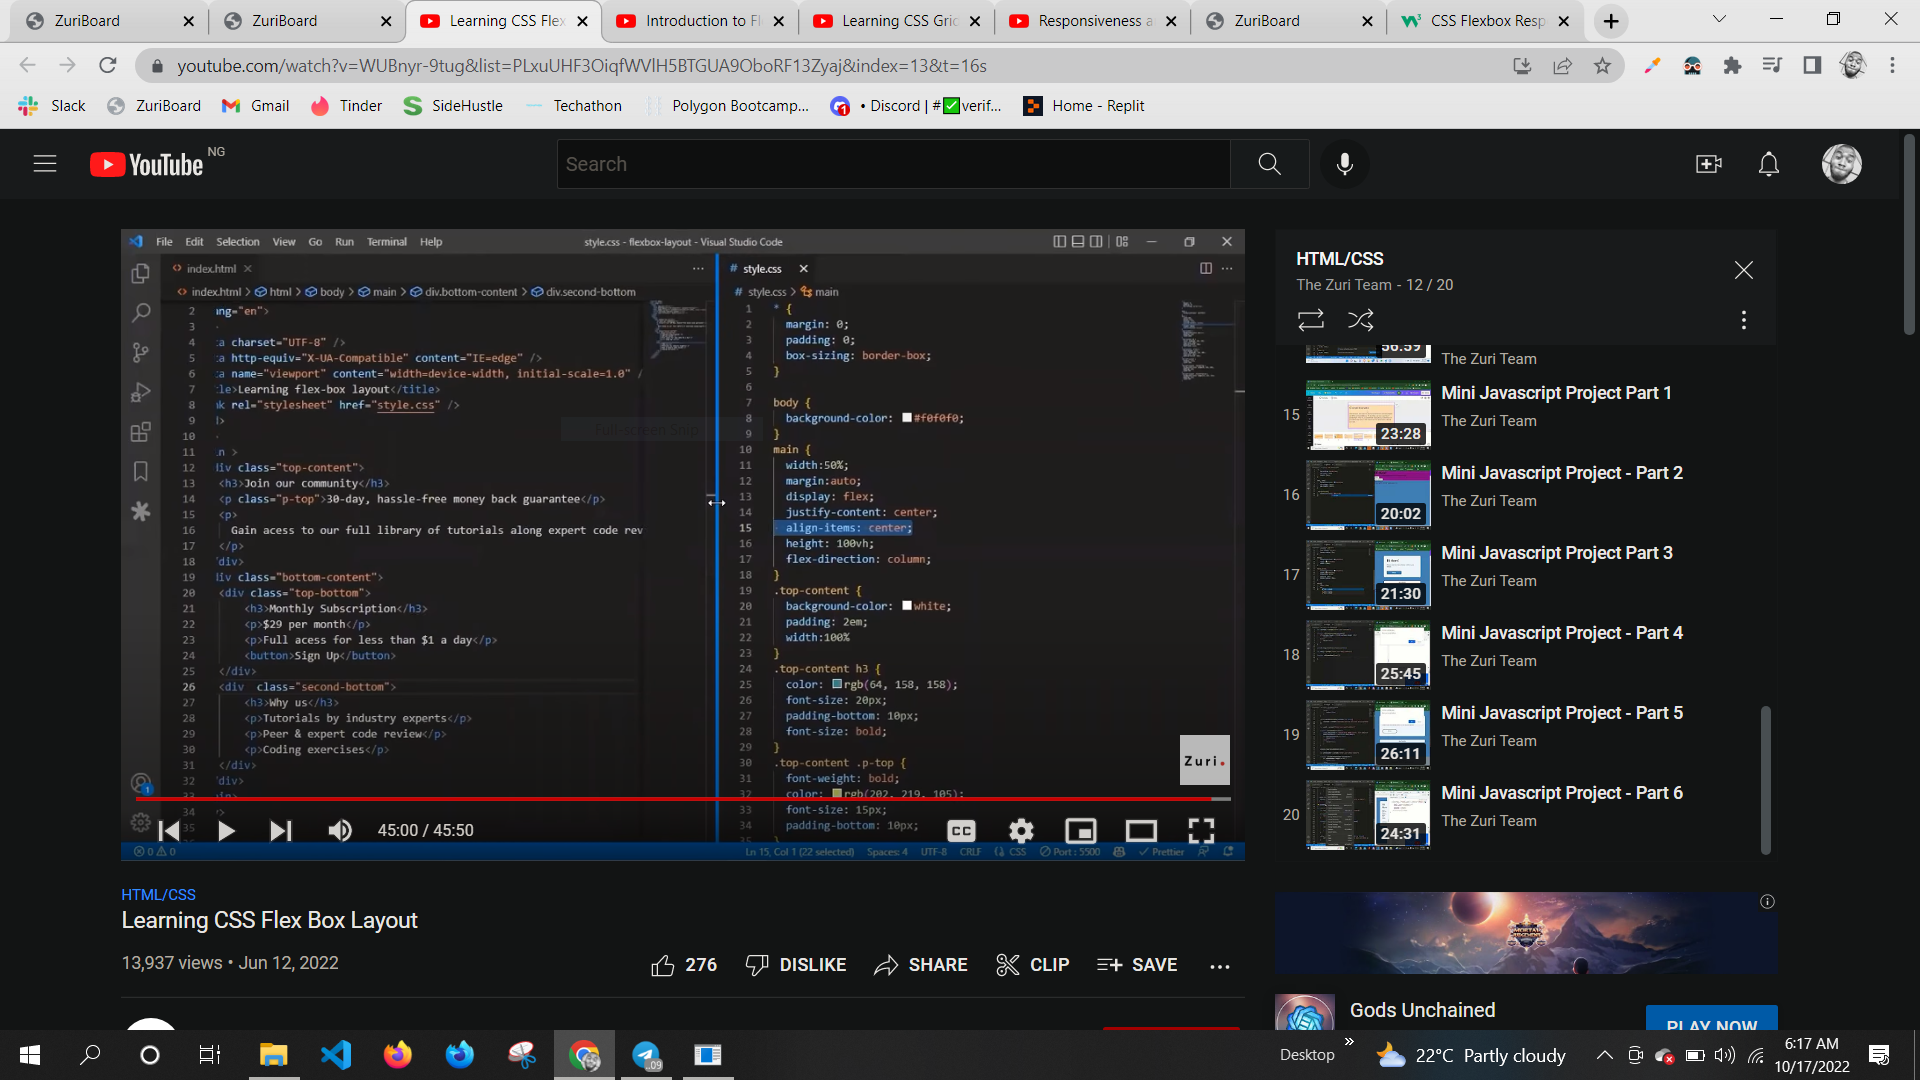 ZuriBoard
ZuriBoard
Learning CSS Flex
Introduction to Fl
Learning CSS Grid
Responsiveness a
ZuriBoard
CSS Flexbox Resp
youtube.com/watch?v=WUBnyr-9tug&list=PLxuUHF3OiqfWVlH5BTGUA9OboRF13Zyaj&index=13&t=16s
Slack ZuriBoard Gmail Tinder SideHustle Techathon Polygon Bootcamp... • Discord | #✅verif... Home - Replit
YouTube NG
Search
File Edit Selection View Go Run Terminal Help
style.css - flexbox-layout - Visual Studio Code
index.html
index.html > html > body > main > div.bottom-content > div.second-bottom
2 ing="en">
3
4 :a charset="UTF-8" />
5 :a http-equiv="X-UA-Compatible" content="IE=edge" />
6 :a name="viewport" content="width=device-width, initial-scale=1.0" /
7 :le>Learning flex-box layout</title>
8 ik rel="stylesheet" href="style.css" />
9 l>
10
11 in >
12 liv class="top-content">
13 <h3>Join our community</h3>
14 <p class="p-top">30-day, hassle-free money back guarantee</p>
15 <p>
16 Gain acess to our full library of tutorials along expert code rev
17 </p>
18 'div>
19 liv class="bottom-content">
20 <div class="top-bottom">
21 <h3>Monthly Subscription</h3>
22 <p>$29 per month</p>
23 <p>Full acess for less than $1 a day</p>
24 <button>Sign Up</button>
25 </div>
26 <div class="second-bottom">
27 <h3>Why us</h3>
28 <p>Tutorials by industry experts</p>
29 <p>Peer & expert code review</p>
30 <p>Coding exercises</p>
31 </div>
32 'div>
33
34
35
# style.css
# style.css > main
1 * {
2 margin: 0;
3 padding: 0;
4 box-sizing: border-box;
5 }
6
7 body {
8 background-color: #f0f0f0;
9 }
10 main {
11 width:50%;
12 margin:auto;
13 display: flex;
14 justify-content: center;
15 align-items: center;
16 height: 100vh;
17 flex-direction: column;
18 }
19 .top-content {
20 background-color: white;
21 padding: 2em;
22 width:100%
23 }
24 .top-content h3 {
25 color: rgb(64, 158, 158);
26 font-size: 20px;
27 padding-bottom: 10px;
28 font-size: bold;
29 }
30 .top-content .p-top {
31 font-weight: bold;
32 color: rgb(202, 219, 105);
33 font-size: 15px;
34 padding-bottom: 10px;
Full-screen Snip
Zuri.
1
45:00 / 45:50
CC
0 0
Ln 15, Col 1 (22 selected) Spaces: 4 UTF-8 CRLF CSS Port : 5500 Prettier
HTML/CSS
Learning CSS Flex Box Layout
13,937 views • Jun 12, 2022
276 DISLIKE SHARE CLIP SAVE
HTML/CSS
The Zuri Team - 12 / 20
56:59
The Zuri Team
15
23:28
Mini Javascript Project Part 1
The Zuri Team
16
20:02
Mini Javascript Project - Part 2
The Zuri Team
17
21:30
Mini Javascript Project Part 3
The Zuri Team
18
25:45
Mini Javascript Project - Part 4
The Zuri Team
19
26:11
Mini Javascript Project - Part 5
The Zuri Team
20
24:31
Mini Javascript Project - Part 6
The Zuri Team
Gods Unchained
PLAY NOW
.09
Desktop
22°C Partly cloudy
6:17 AM
10/17/2022